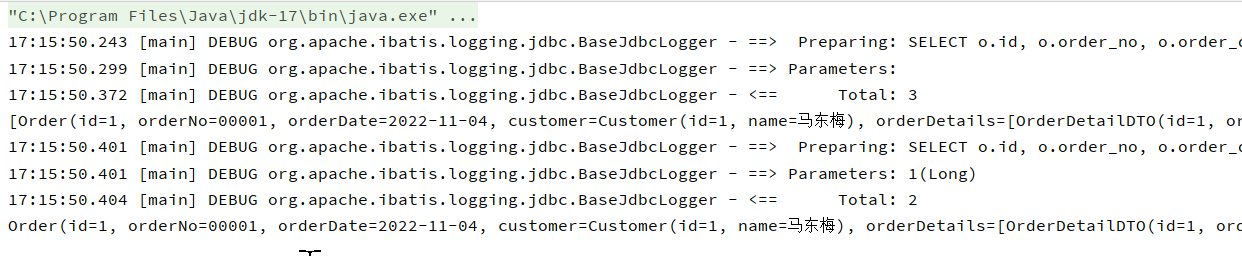 "C:\Program Files\Java\jdk-17\bin\java.exe" ...
17:15:50.243 [main] DEBUG org.apache.ibatis.logging.jdbc.BaseJdbcLogger - ==>  Preparing: SELECT o.id, o.order_no, o.order_d
17:15:50.299 [main] DEBUG org.apache.ibatis.logging.jdbc.BaseJdbcLogger - ==> Parameters:
17:15:50.372 [main] DEBUG org.apache.ibatis.logging.jdbc.BaseJdbcLogger - <==      Total: 3
[Order(id=1, orderNo=00001, orderDate=2022-11-04, customer=Customer(id=1, name=马东梅), orderDetails=[OrderDetailDTO(id=1, or
17:15:50.401 [main] DEBUG org.apache.ibatis.logging.jdbc.BaseJdbcLogger - ==>  Preparing: SELECT o.id, o.order_no, o.order_d
17:15:50.401 [main] DEBUG org.apache.ibatis.logging.jdbc.BaseJdbcLogger - ==> Parameters: 1(Long)
17:15:50.404 [main] DEBUG org.apache.ibatis.logging.jdbc.BaseJdbcLogger - <==      Total: 2
Order(id=1, orderNo=00001, orderDate=2022-11-04, customer=Customer(id=1, name=马东梅), orderDetails=[OrderDetailDTO(id=1, ord